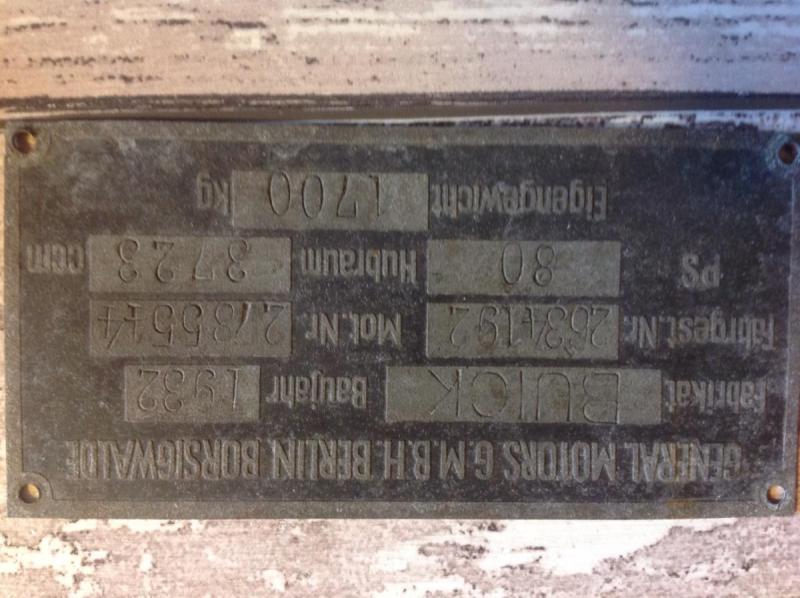 GENERAL MOTORS G.M.B.H. BERLIN BORSIGWALDE
Fabrikat BUICK Baujahr 1932
Fahrgest.Nr. 2634192 Mot.Nr. 2785514
PS 80 Hubraum 3723 ccm
Eigengewicht 1700 kg